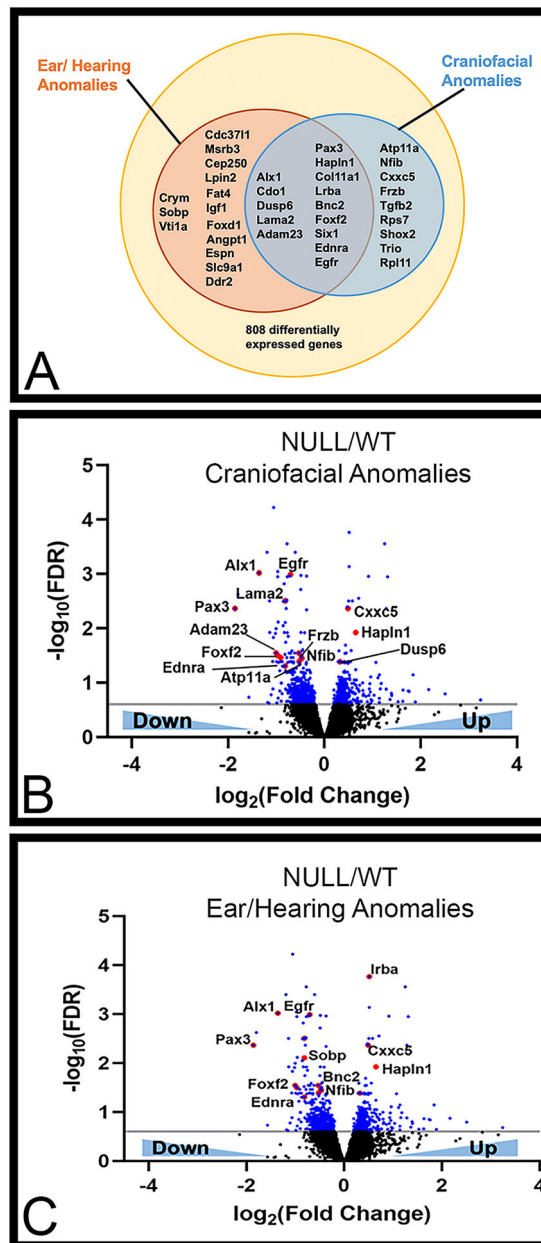 Ear/ Hearing
Anomalies
Craniofacial
Anomalies
Crym
Sobp
Vti1a
Cdc37l1
Msrb3
Cep250
Lpin2
Fat4
Igf1
Foxd1
Angpt1
Espn
Slc9a1
Ddr2
Alx1
Cdo1
Dusp6
Lama2
Adam23
Pax3
Hapln1
Col11a1
Lrba
Bnc2
Foxf2
Six1
Ednra
Egfr
Atp11a
Nfib
Cxxc5
Frzb
Tgfb2
Rps7
Shox2
Trio
Rpl11
808 differentially
expressed genes
A
NULL/WT
Craniofacial Anomalies
5
4
3
2
1
0
-log10(FDR)
Alx1
Egfr
Lama2
Pax3
Cxxc5
Adam23
Frzb
Hapln1
Foxf2
Nfib
Dusp6
Ednra
Atp11a
Down
Up
-4
-2
0
2
4
log2(Fold Change)
B
NULL/WT
Ear/Hearing Anomalies
5
4
3
2
1
0
-log10(FDR)
lrba
Alx1
Egfr
Pax3
Sobp
Cxxc5
Foxf2
Bnc2
Hapln1
Ednra
Nfib
Down
Up
-4
-2
0
2
4
log2(Fold Change)
C